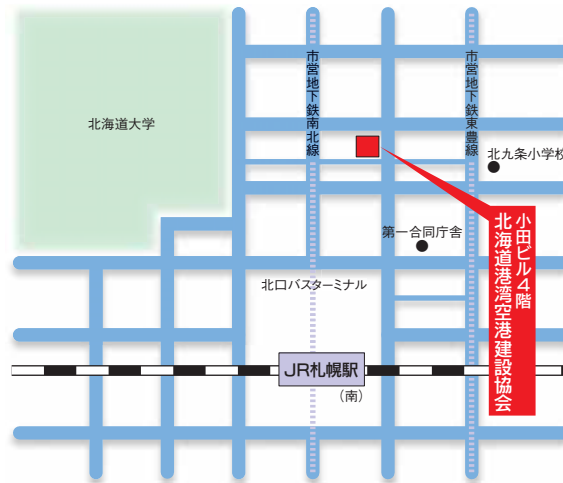 市営地下鉄南北線
市営地下鉄東豊線
北海道大学
北九条小学校
小田ビル4階
北海道港湾空港建設協会
第一合同庁舎
北口バスターミナル
JR札幌駅
(南)